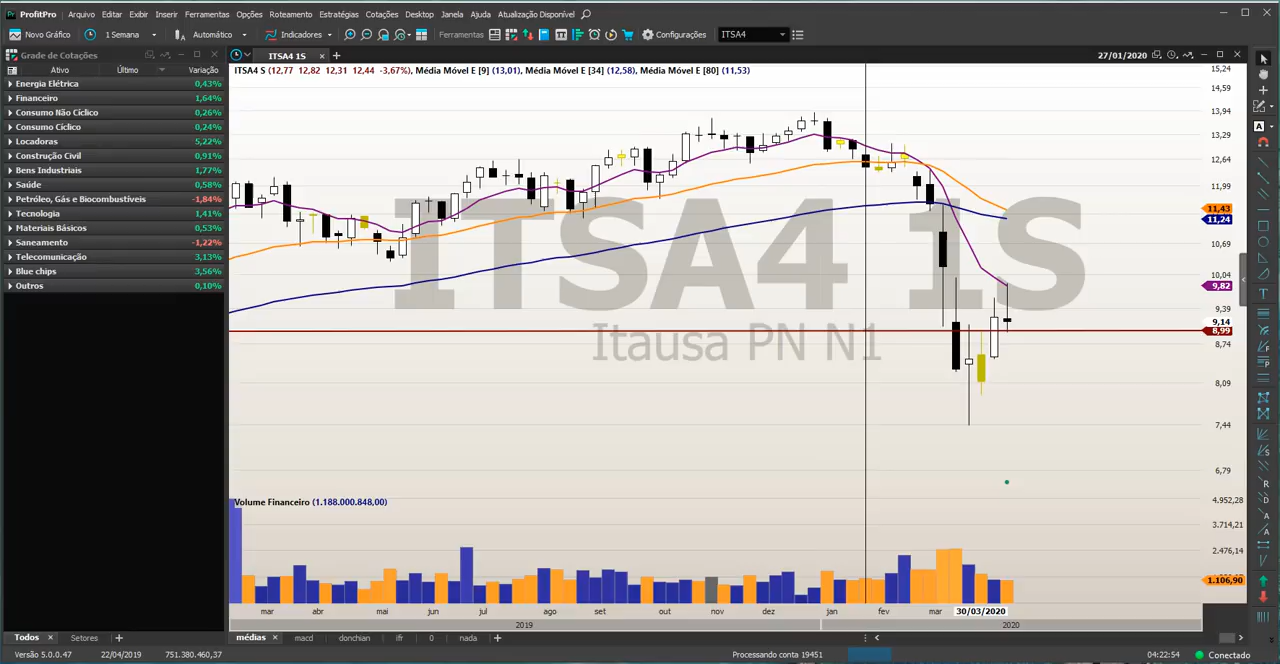 ProfitPro Arquivo Editar Exibir Inserir Ferramentas Opções Roteamento Estratégias Cotações Desktop Janela Ajuda Atualização Disponível
Novo Gráfico 1 Semana Automático Indicadores Ferramentas Configurações ITSA4
Grade de Cotações
Ativo Último Variação
Energia Elétrica 0,43%
Financeiro 1,64%
Consumo Não Cíclico 0,26%
Consumo Cíclico 0,24%
Locadoras 5,22%
Construção Civil 0,91%
Bens Industriais 1,77%
Saúde 0,58%
Petróleo, Gás e Biocombustíveis -1,84%
Tecnologia 1,41%
Materiais Básicos 0,53%
Saneamento -1,22%
Telecomunicação 3,13%
Blue chips 3,56%
Outros 0,10%
ITSA4 1S 27/01/2020
ITSA4 S (12,77 12,82 12,31 12,44 -3,67%), Média Móvel E [9] (13,01), Média Móvel E [34] (12,58), Média Móvel E [80] (11,53)
ITSA4 1S
Itausa PN N1
15,24
14,59
13,94
13,29
12,64
11,99
11,43
11,24
10,69
10,04
9,82
9,39
9,14
8,99
8,74
8,09
7,44
6,79
Volume Financeiro (1.188.000.848,00)
4.952,28
3.714,21
2.476,14
1.106,90
mar abr mai jun jul ago set out nov dez jan fev mar 30/03/2020
2019 2020
Todos Setores
médias macd donchian ifr 0 nada
Versão 5.0.0.47 22/04/2019 751.380.460,37 Processando conta 19451 04:22:54 Conectado